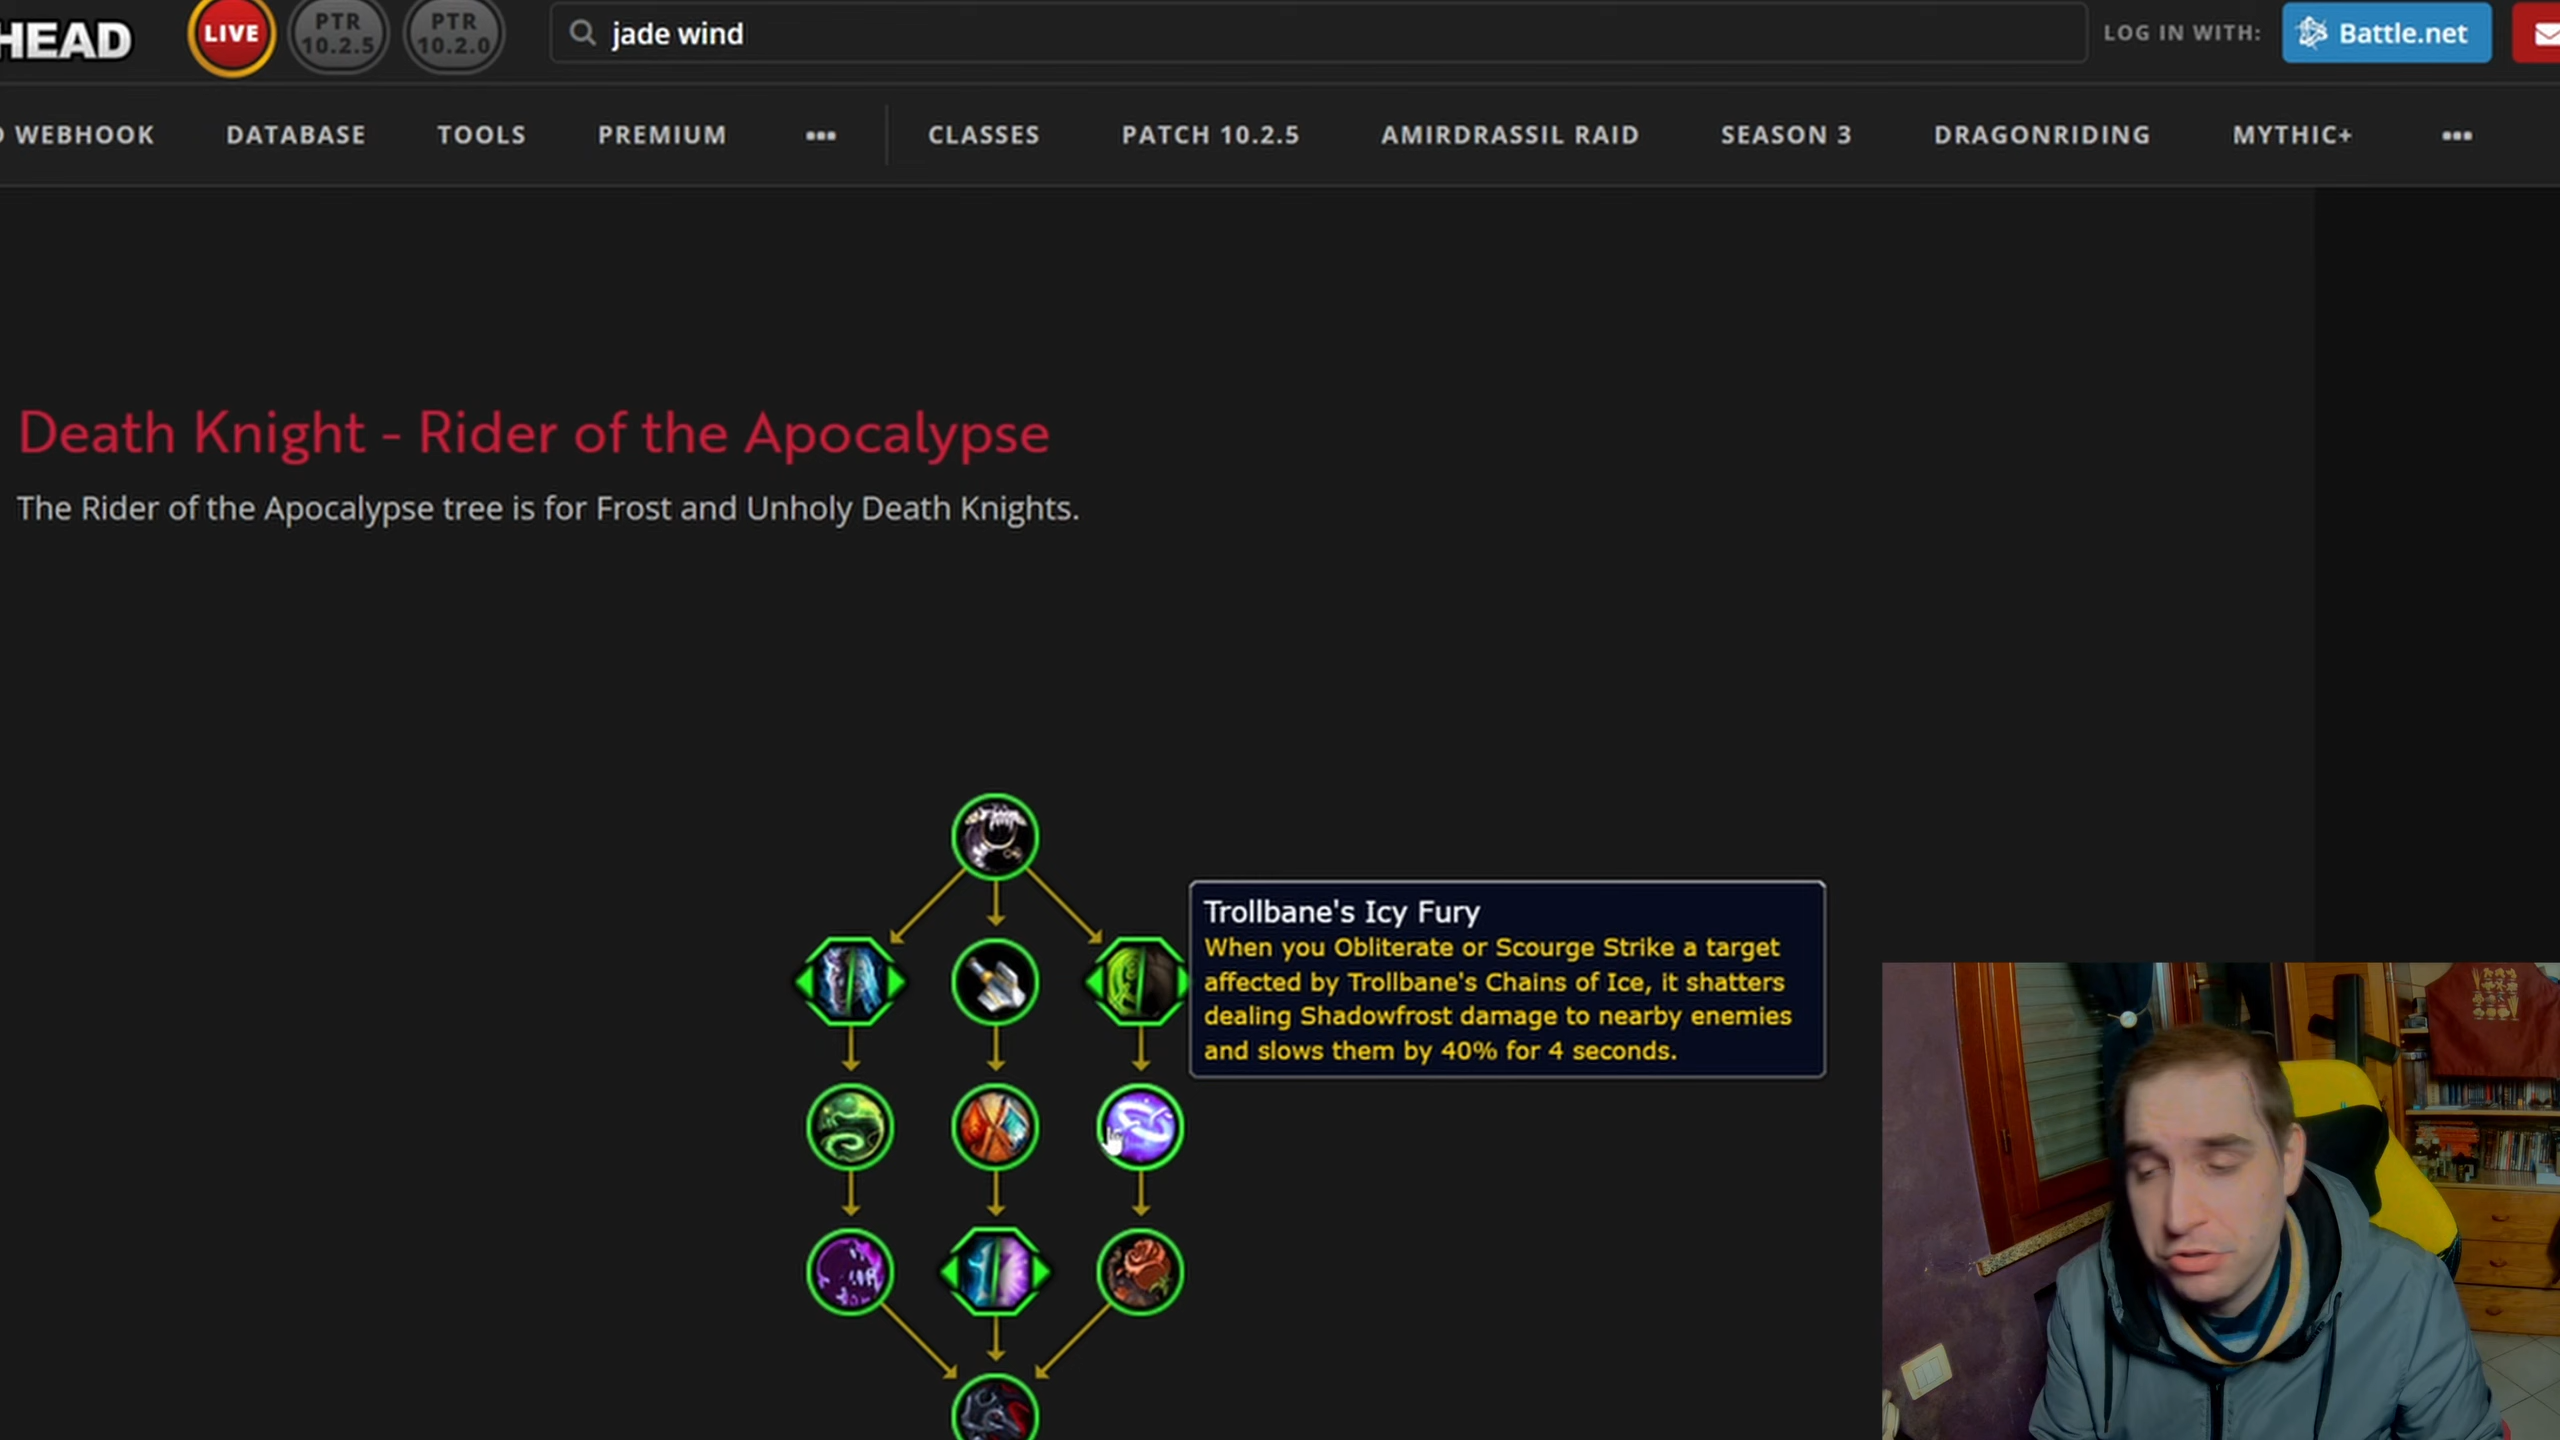 HEAD
LIVE
PTR
10.2.5
PTR
10.2.0
jade wind
LOG IN WITH:
Battle.net
WEBHOOK
DATABASE
TOOLS
PREMIUM
•••
CLASSES
PATCH 10.2.5
AMIRDRASSIL RAID
SEASON 3
DRAGONRIDING
MYTHIC+
•••
Death Knight - Rider of the Apocalypse
The Rider of the Apocalypse tree is for Frost and Unholy Death Knights.
Trollbane's Icy Fury
When you Obliterate or Scourge Strike a target
affected by Trollbane's Chains of Ice, it shatters
dealing Shadowfrost damage to nearby enemies
and slows them by 40% for 4 seconds.